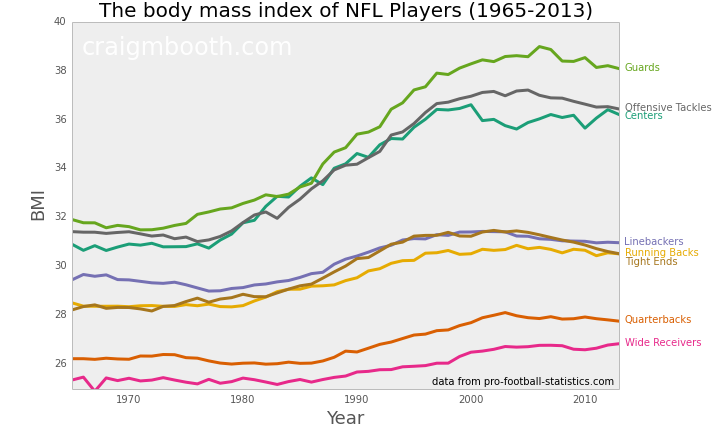 The body mass index of NFL Players (1965-2013)
craigmbooth.com
40
38
36
34
32
30
28
26
BMI
Guards
Offensive Tackles
Centers
Linebackers
Running Backs
Tight Ends
Quarterbacks
Wide Receivers
data from pro-football-statistics.com
1970
1980
1990
2000
2010
Year